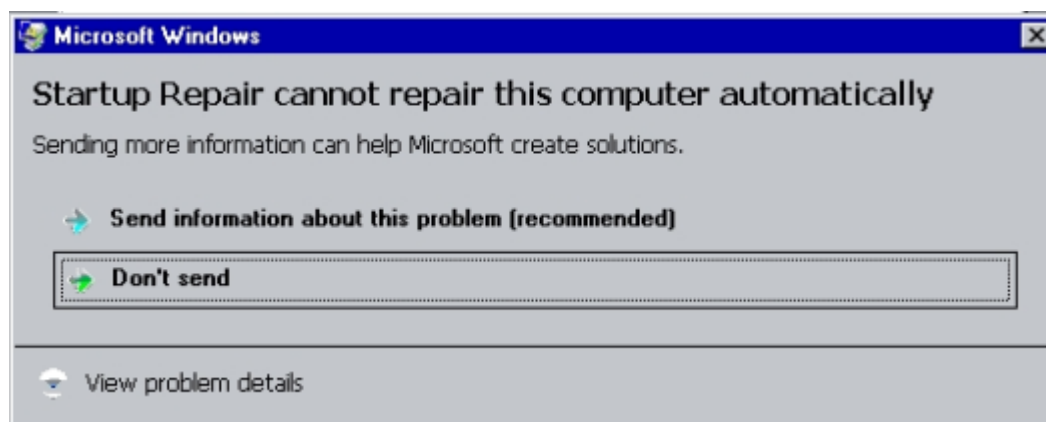 Microsoft Windows
Startup Repair cannot repair this computer automatically
Sending more information can help Microsoft create solutions.
Send information about this problem (recommended)
Don't send
View problem details